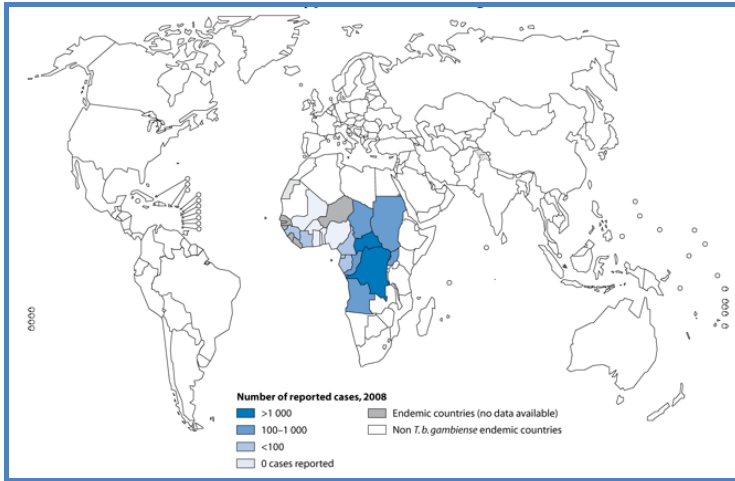 Number of reported cases, 2008
>1 000
100–1 000
<100
0 cases reported
Endemic countries (no data available)
Non T. b. gambiense endemic countries